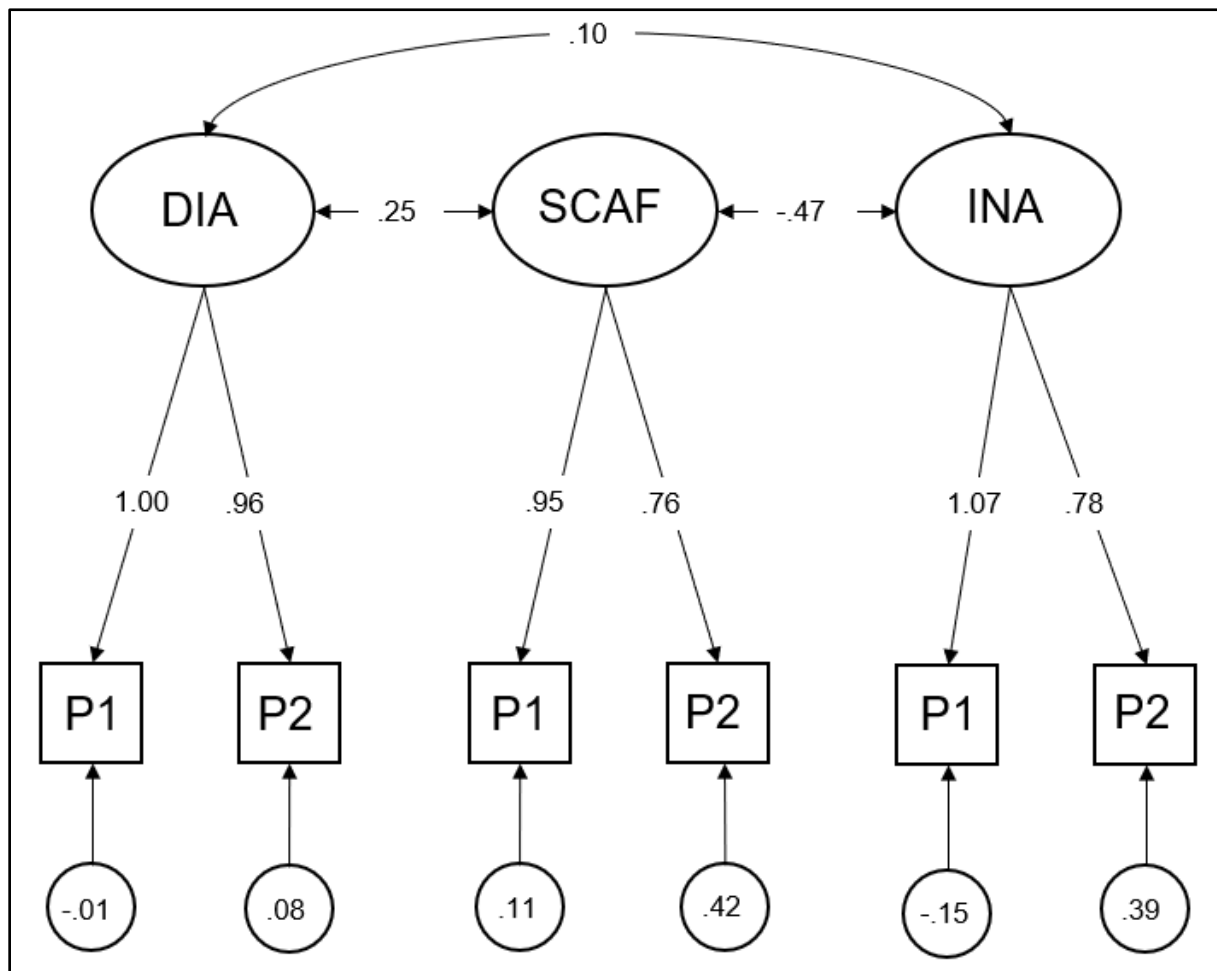 .10
DIA
.25
SCAF
-.47
INA
1.00
.96
.95
.76
1.07
.78
P1
P2
P1
P2
P1
P2
-.01
.08
.11
.42
-.15
.39